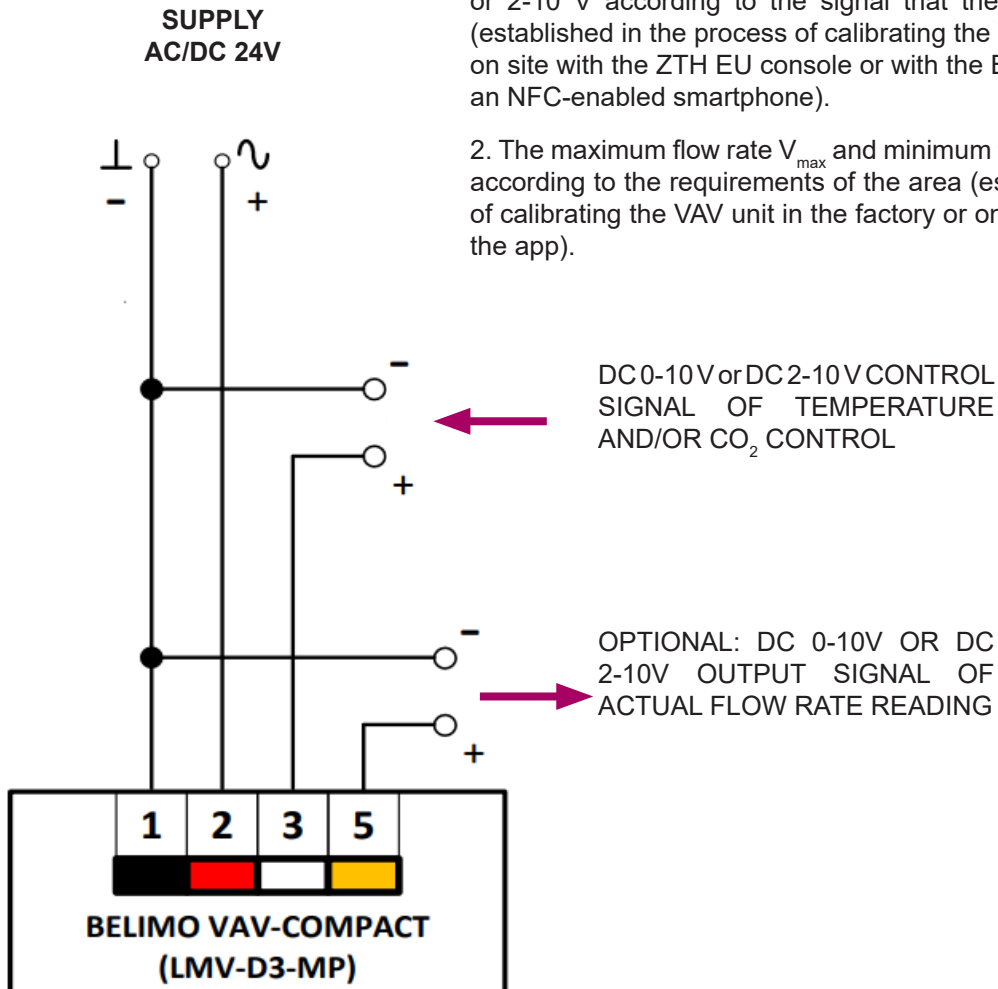 SUPPLY
AC/DC 24V
or 2-10 V according to the signal that the
(established in the process of calibrating the
on site with the ZTH EU console or with the
an NFC-enabled smartphone).
2. The maximum flow rate Vmax and minimum
according to the requirements of the area
of calibrating the VAV unit in the factory or
the app).
⊥ ∿
- +
-
DC 0-10 V or DC 2-10 V CONTROL
SIGNAL OF TEMPERATURE
AND/OR CO2 CONTROL
+
-
OPTIONAL: DC 0-10V OR DC
2-10V OUTPUT SIGNAL OF
ACTUAL FLOW RATE READING
+
1 2 3 5
BELIMO VAV-COMPACT
(LMV-D3-MP)